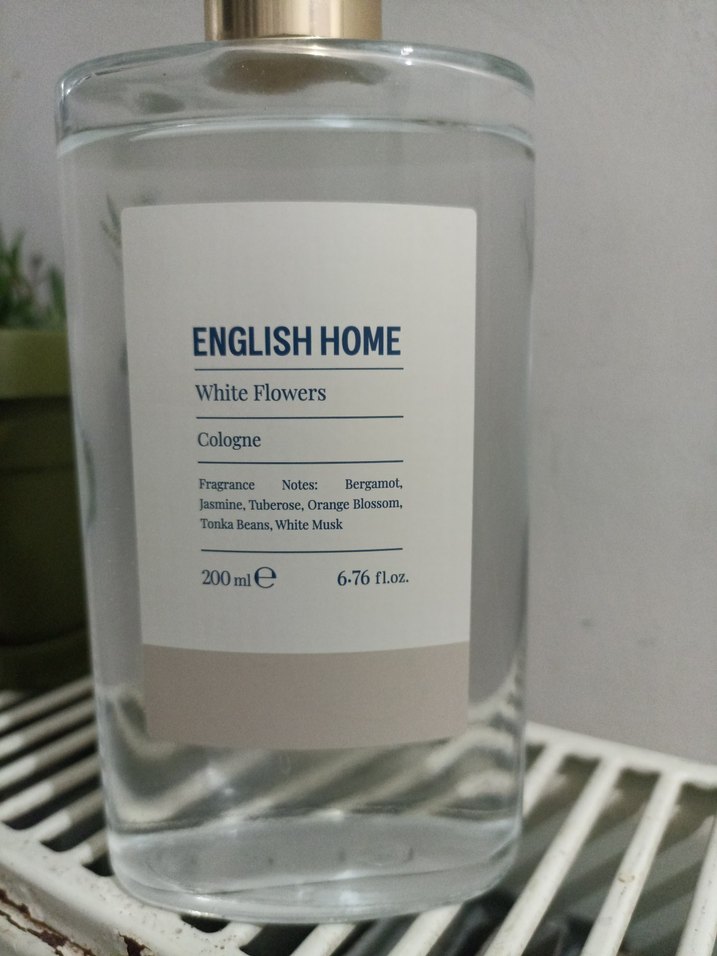 ENGLISH HOME
White Flowers
Cologne
Fragrance Notes: Bergamot,
Jasmine, Tuberose, Orange Blossom,
Tonka Beans, White Musk
200 ml ℮ 6.76 fl.oz.